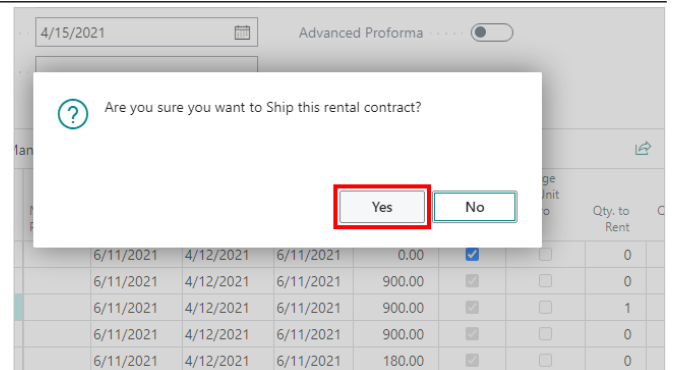 4/15/2021 Advanced Proforma
Are you sure you want to Ship this rental contract?
Yes No
Qty. to
Rent
6/11/2021 4/12/2021 6/11/2021 0.00 0
6/11/2021 4/12/2021 6/11/2021 900.00 0
6/11/2021 4/12/2021 6/11/2021 900.00 1
6/11/2021 4/12/2021 6/11/2021 900.00 0
6/11/2021 4/12/2021 6/11/2021 180.00 0